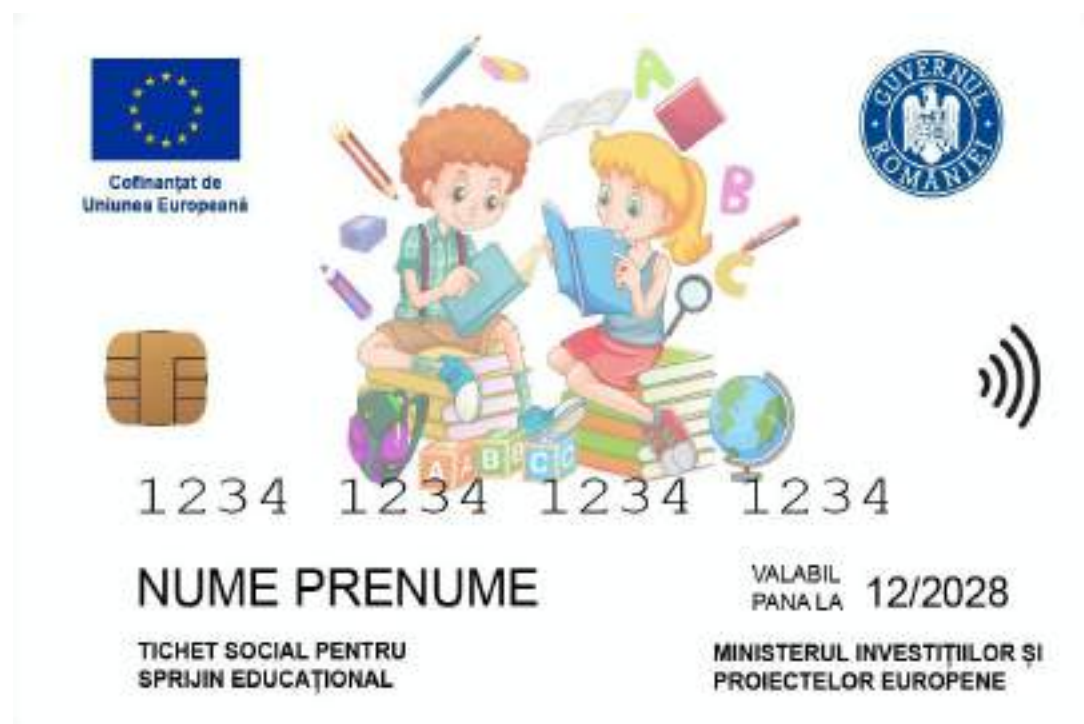 Cofinanțat de
Uniunea Europeană
GUVERNUL ROMÂNIEI
A
B
C
A A B B C C
1234 1234 1234 1234
NUME PRENUME
VALABIL
PANA LA 12/2028
TICHET SOCIAL PENTRU
SPRIJIN EDUCAȚIONAL
MINISTERUL INVESTIȚIILOR ȘI
PROIECTELOR EUROPENE